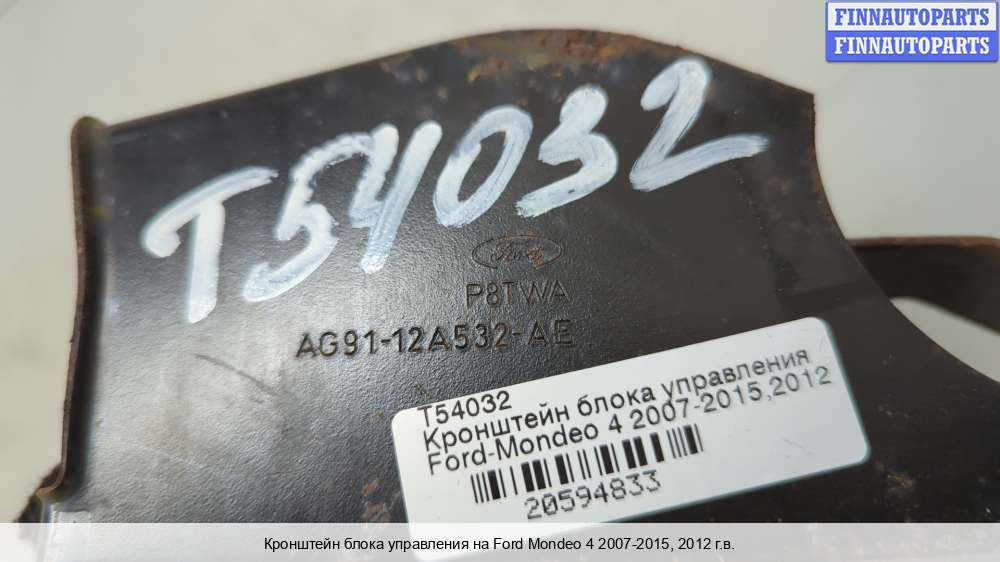 FINNAUTOPARTS
FINNAUTOPARTS
T54032
Ford
P8TWA
AG91-12A532-AE
T54032
Кронштейн блока управления
Ford-Mondeo 4 2007-2015,2012
20594833
Кронштейн блока управления на Ford Mondeo 4 2007-2015, 2012 г.в.